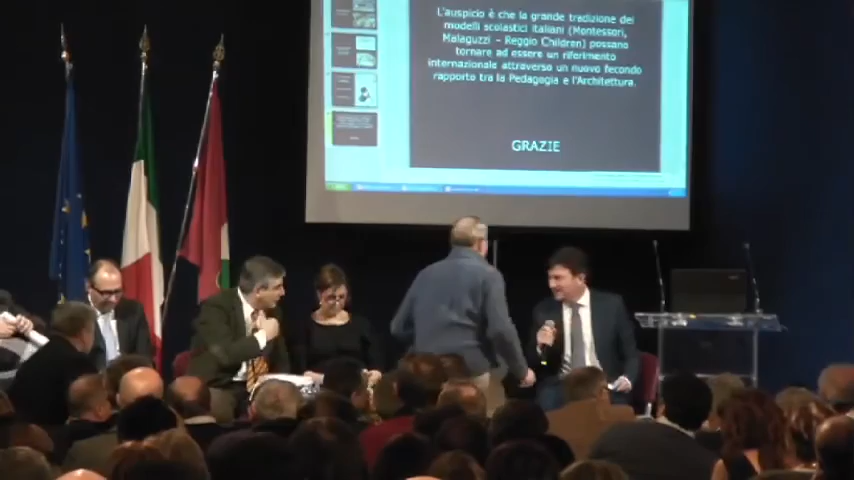 L'auspicio è che la grande tradizione dei
modelli scolastici italiani (Montessori,
Malaguzzi - Reggio Children) possano
tornare ad essere un riferimento
internazionale attraverso un nuovo fecondo
rapporto tra la Pedagogia e l'Architettura.
GRAZIE